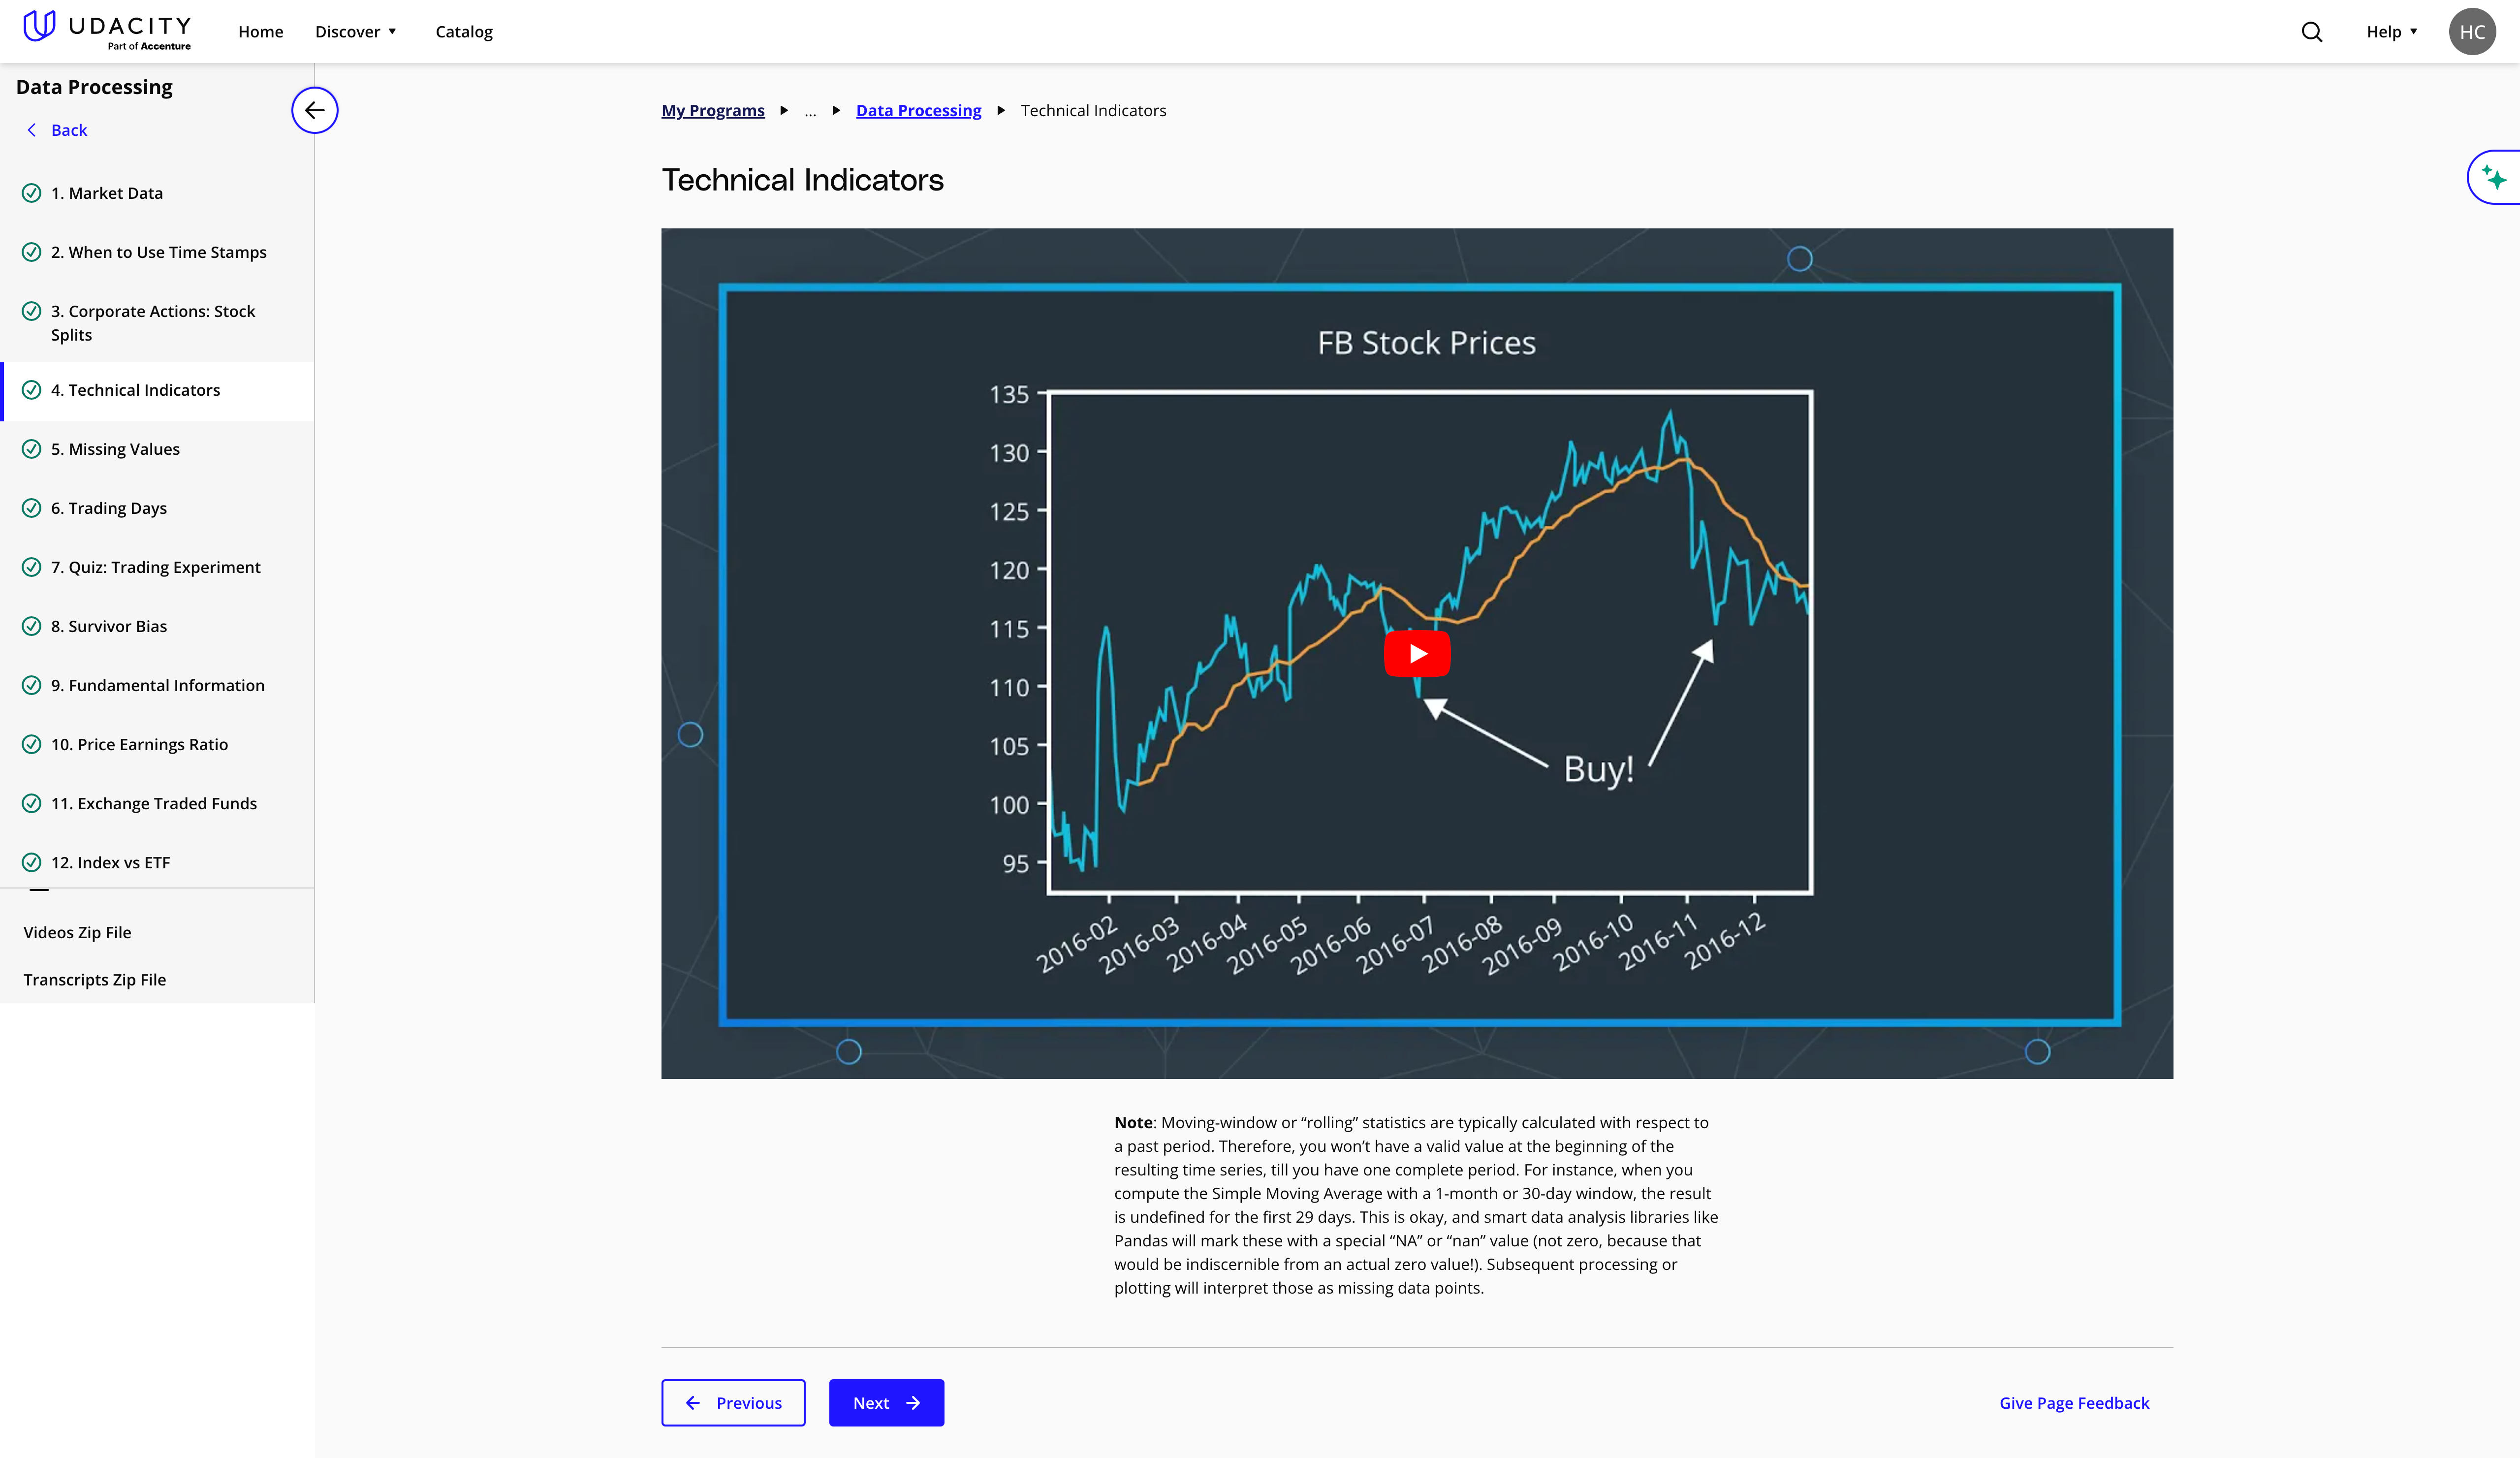 UDACITY
Part of Accenture
Home
Discover
Catalog
Help
HC
Data Processing
Back
1. Market Data
2. When to Use Time Stamps
3. Corporate Actions: Stock
Splits
4. Technical Indicators
5. Missing Values
6. Trading Days
7. Quiz: Trading Experiment
8. Survivor Bias
9. Fundamental Information
10. Price Earnings Ratio
11. Exchange Traded Funds
12. Index vs ETF
Videos Zip File
Transcripts Zip File
My Programs ... Data Processing Technical Indicators
Technical Indicators
FB Stock Prices
135
130
125
120
115
110
105
100
95
Buy!
2016-02
2016-03
2016-04
2016-05
2016-06
2016-07
2016-08
2016-09
2016-10
2016-11
2016-12
Note: Moving-window or “rolling” statistics are typically calculated with respect to
a past period. Therefore, you won’t have a valid value at the beginning of the
resulting time series, till you have one complete period. For instance, when you
compute the Simple Moving Average with a 1-month or 30-day window, the result
is undefined for the first 29 days. This is okay, and smart data analysis libraries like
Pandas will mark these with a special “NA” or “nan” value (not zero, because that
would be indiscernible from an actual zero value!). Subsequent processing or
plotting will interpret those as missing data points.
Previous
Next
Give Page Feedback